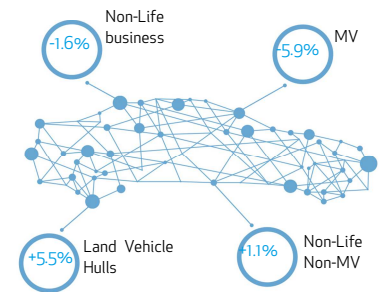 Non-Life
business
-1.6%
MV
-5.9%
+5.5%
Land Vehicle
Hulls
+1.1%
Non-Life
Non-MV